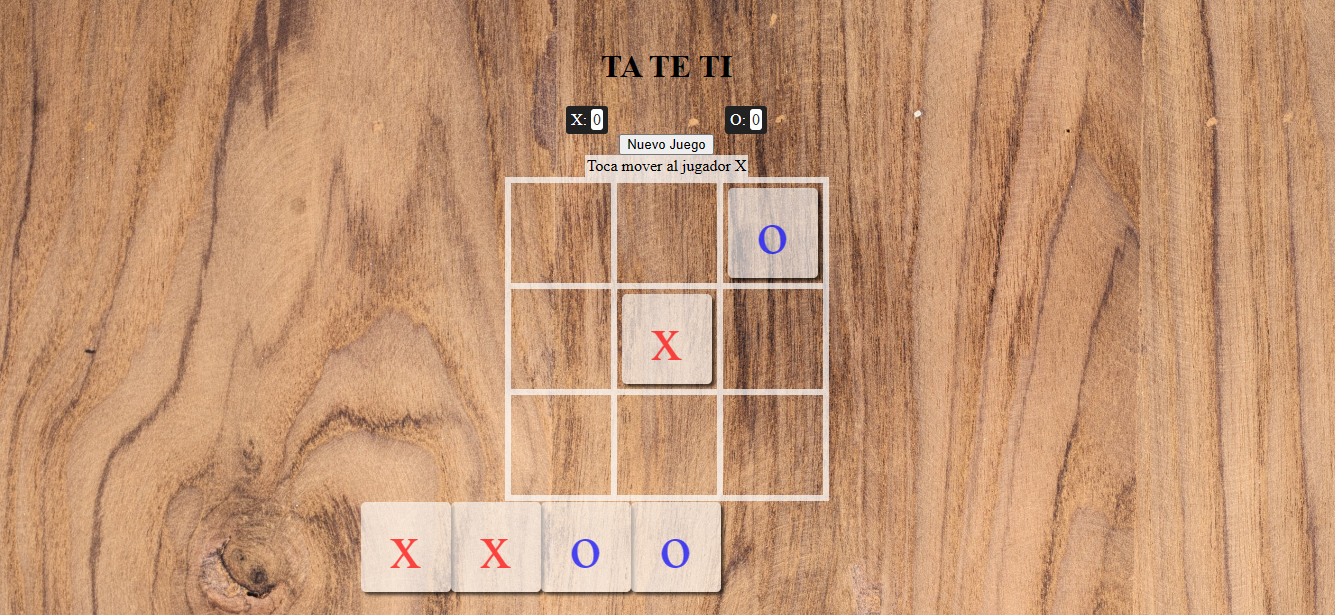 TA TE TI
X: 0 O: 0
Nuevo Juego
Toca mover al jugador X
O
X
X X O O